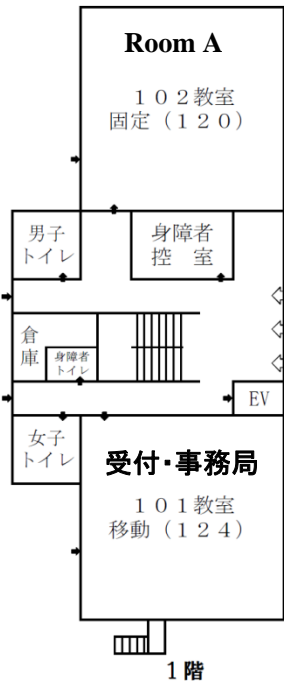 Room A
１０２教室
固定（１２０）
男子
トイレ
身障者
控　室
倉
庫
身障者
トイレ
EV
女子
トイレ
受付・事務局
１０１教室
移動（１２４）
１階